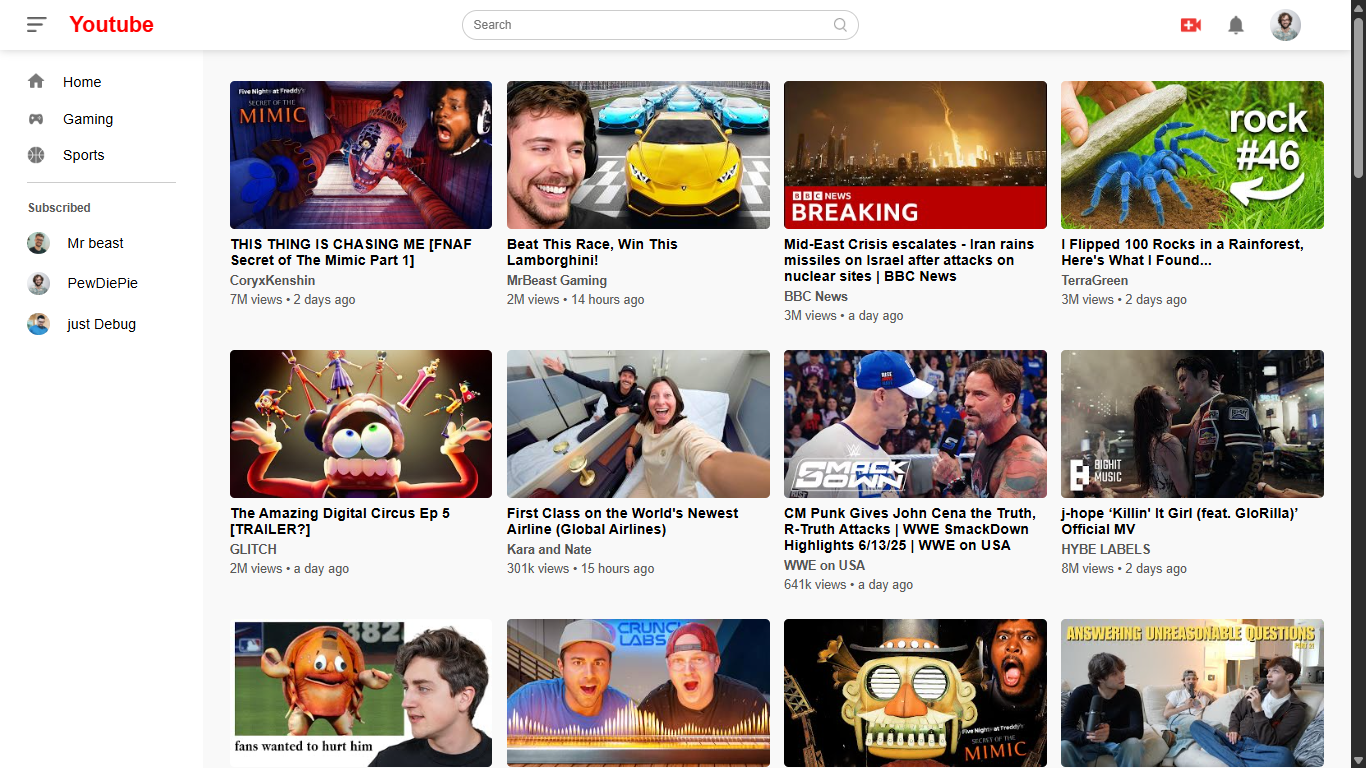 Youtube
Search
Home
Gaming
Sports
Subscribed
Mr beast
PewDiePie
just Debug
Five Nights at Freddy's
SECRET OF THE
MIMIC
THIS THING IS CHASING ME [FNAF
Secret of The Mimic Part 1]
CoryxKenshin
7M views • 2 days ago
Beat This Race, Win This
Lamborghini!
MrBeast Gaming
2M views • 14 hours ago
BBC NEWS
BREAKING
Mid-East Crisis escalates - Iran rains
missiles on Israel after attacks on
nuclear sites | BBC News
BBC News
3M views • a day ago
rock
#46
I Flipped 100 Rocks in a Rainforest,
Here's What I Found...
TerraGreen
3M views • 2 days ago
The Amazing Digital Circus Ep 5
[TRAILER?]
GLITCH
2M views • a day ago
First Class on the World's Newest
Airline (Global Airlines)
Kara and Nate
301k views • 15 hours ago
SMACK
DOWN
CM Punk Gives John Cena the Truth,
R-Truth Attacks | WWE SmackDown
Highlights 6/13/25 | WWE on USA
WWE on USA
641k views • a day ago
BIGHIT
MUSIC
j-hope ‘Killin' It Girl (feat. GloRilla)’
Official MV
HYBE LABELS
8M views • 2 days ago
382
fans wanted to hurt him
CRUNCH
LABS
Five Nights at Freddy's
SECRET OF THE
MIMIC
ANSWERING UNREASONABLE QUESTIONS